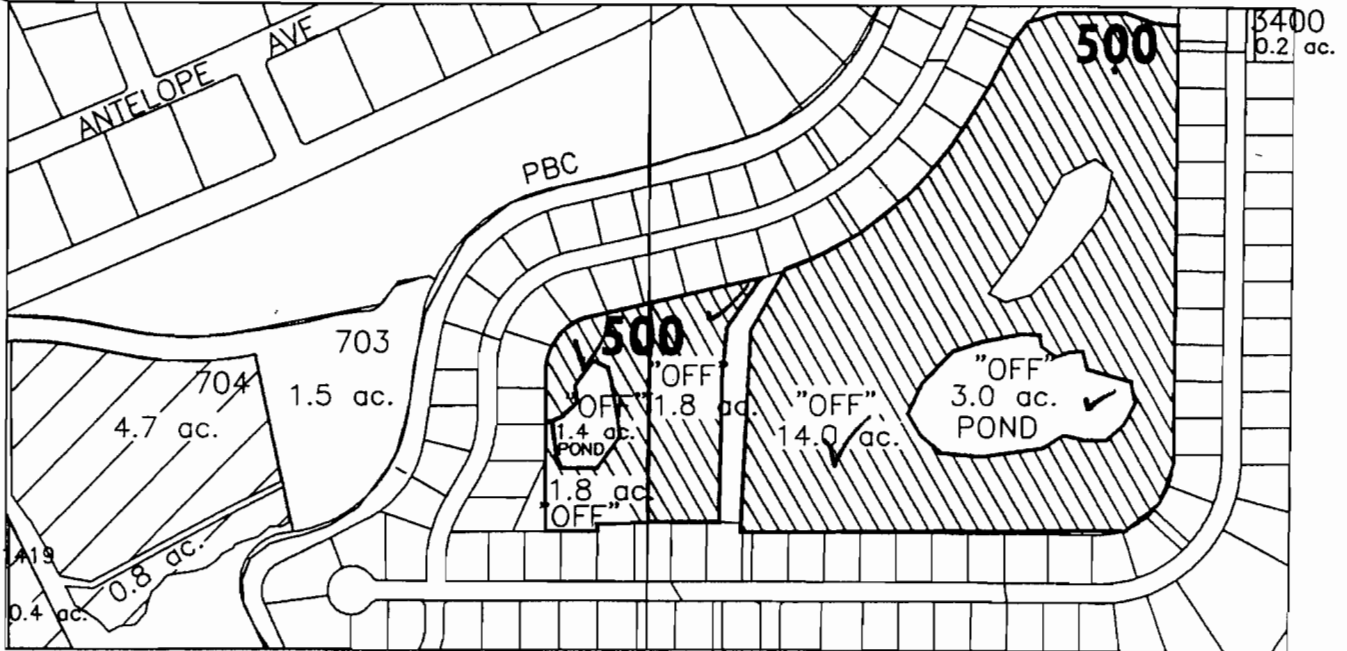 3400
0.2 ac.
500
AVE
ANTELOPE
PBC
703
1.5 ac.
704
4.7 ac.
500
"OFF"
1.8 ac.
"OFF"
1.4 ac.
POND
1.8 ac.
"OFF"
"OFF"
14.0 ac.
"OFF"
3.0 ac.
POND
0.8 ac.
0.4 ac.